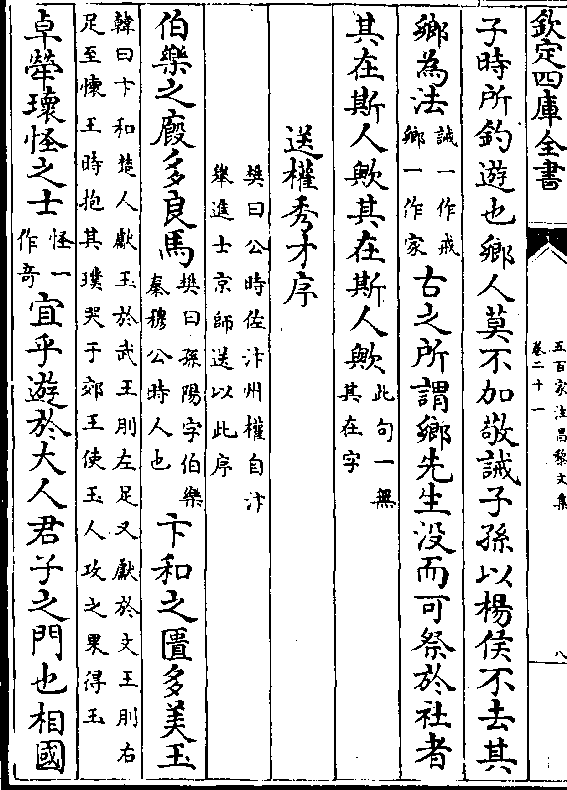 欽定四庫全書
五百家注昌黎文集
卷二十一
八
子時所釣遊也鄉人莫不加敬誡子孫以楊侯不去其
鄉為法誡一作戒
鄉一作家古之所謂鄉先生没而可祭於社者
其在斯人歟其在斯人歟此句一無
其在字
送權秀才序樊曰公時佐汴州權自汴
舉進士京師送以此序
伯樂之廄多良馬樊曰孫陽字伯樂
秦穆公時人也卞和之匱多美玉
韓曰卞和楚人獻玉於武王刖左足又獻於文王刖右
足至懐王時抱其璞哭于郊王使玉人攻之果得玉
卓犖瓌怪之士怪一
作奇宜乎遊於大人君子之門也相國